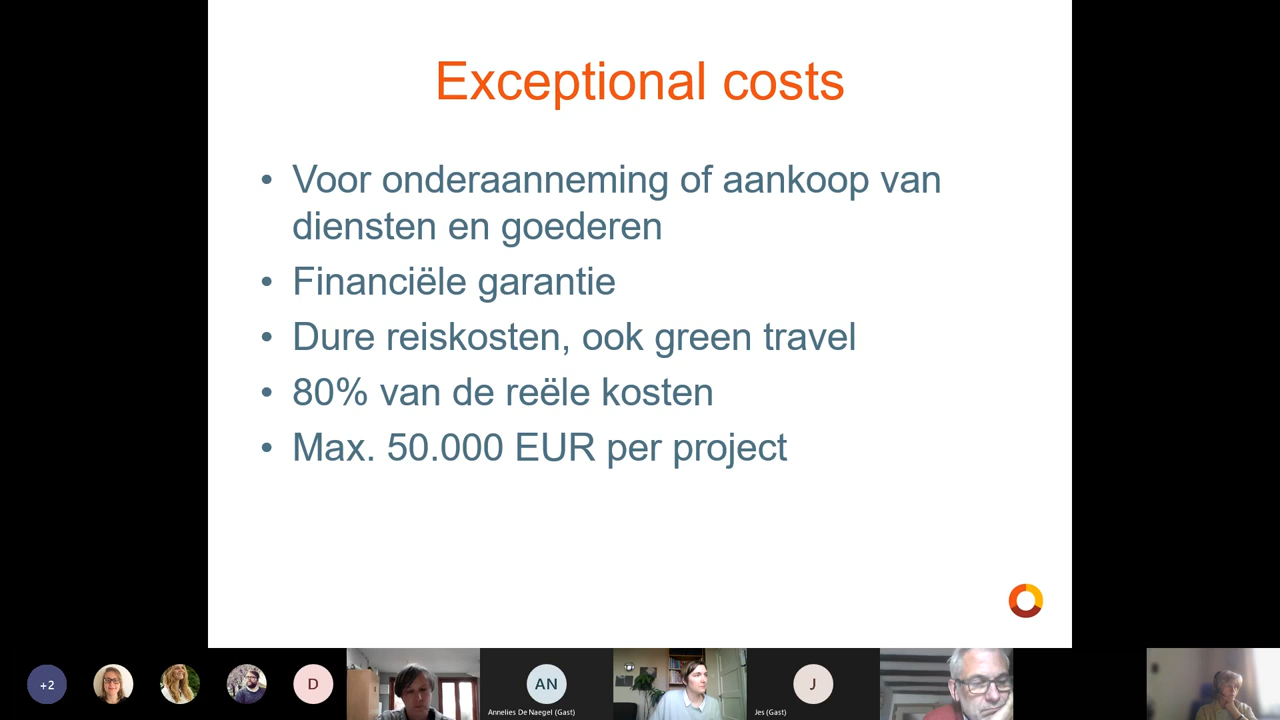 Exceptional costs
• Voor onderaanneming of aankoop van
diensten en goederen
• Financiële garantie
• Dure reiskosten, ook green travel
• 80% van de reële kosten
• Max. 50.000 EUR per project
+2
D
AN
Annelies De Naegel (Gast)
J
Jes (Gast)